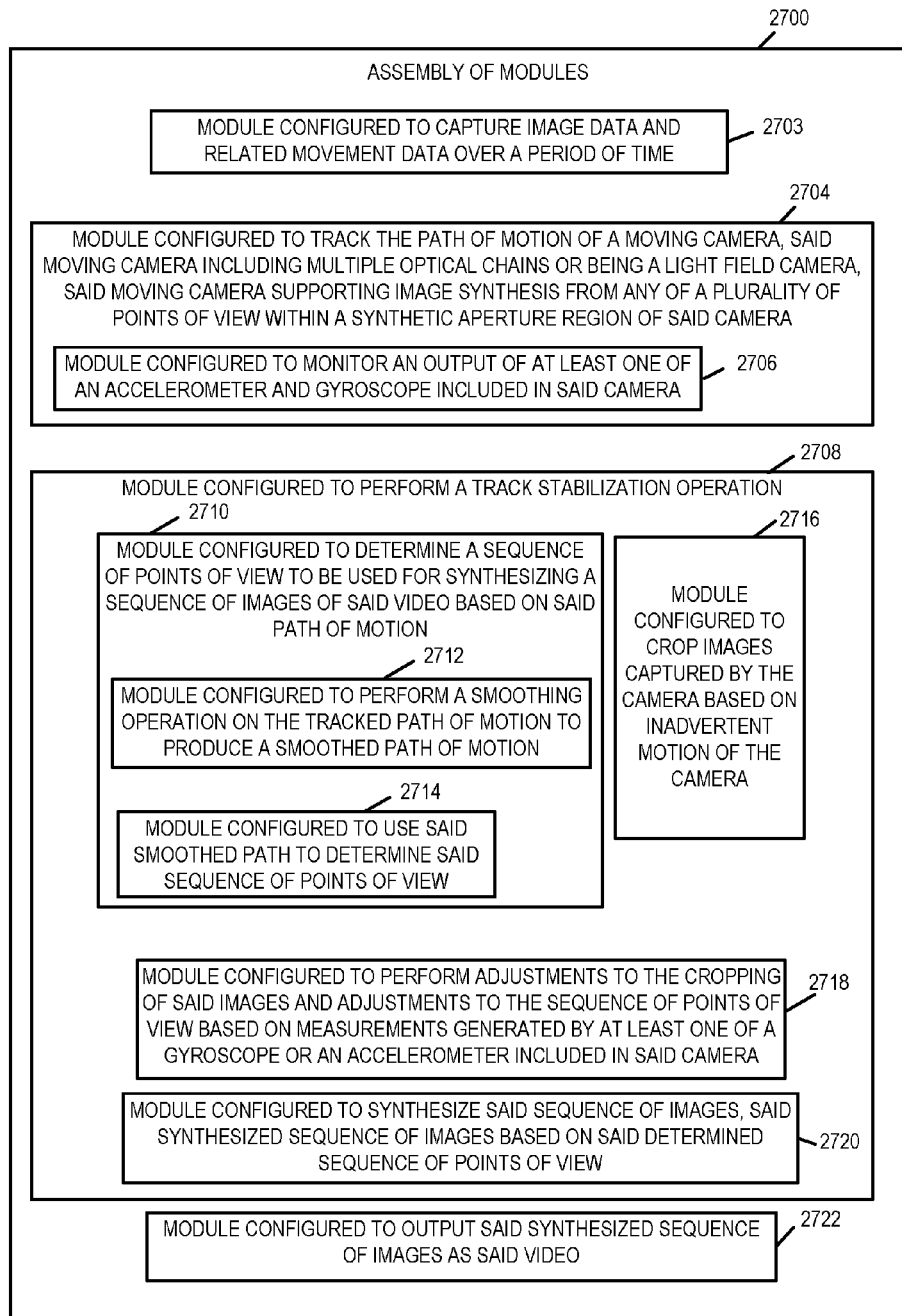 2700
ASSEMBLY OF MODULES
MODULE CONFIGURED TO CAPTURE IMAGE DATA AND
RELATED MOVEMENT DATA OVER A PERIOD OF TIME
2703
2704
MODULE CONFIGURED TO TRACK THE PATH OF MOTION OF A MOVING CAMERA, SAID
MOVING CAMERA INCLUDING MULTIPLE OPTICAL CHAINS OR BEING A LIGHT FIELD CAMERA,
SAID MOVING CAMERA SUPPORTING IMAGE SYNTHESIS FROM ANY OF A PLURALITY OF
POINTS OF VIEW WITHIN A SYNTHETIC APERTURE REGION OF SAID CAMERA
MODULE CONFIGURED TO MONITOR AN OUTPUT OF AT LEAST ONE OF
AN ACCELEROMETER AND GYROSCOPE INCLUDED IN SAID CAMERA
2706
2708
MODULE CONFIGURED TO PERFORM A TRACK STABILIZATION OPERATION
2710
MODULE CONFIGURED TO DETERMINE A SEQUENCE
OF POINTS OF VIEW TO BE USED FOR SYNTHESIZING A
SEQUENCE OF IMAGES OF SAID VIDEO BASED ON SAID
PATH OF MOTION
2712
MODULE CONFIGURED TO PERFORM A SMOOTHING
OPERATION ON THE TRACKED PATH OF MOTION TO
PRODUCE A SMOOTHED PATH OF MOTION
2714
MODULE CONFIGURED TO USE SAID
SMOOTHED PATH TO DETERMINE SAID
SEQUENCE OF POINTS OF VIEW
2716
MODULE
CONFIGURED TO
CROP IMAGES
CAPTURED BY THE
CAMERA BASED ON
INADVERTENT
MOTION OF THE
CAMERA
MODULE CONFIGURED TO PERFORM ADJUSTMENTS TO THE CROPPING
OF SAID IMAGES AND ADJUSTMENTS TO THE SEQUENCE OF POINTS OF
VIEW BASED ON MEASUREMENTS GENERATED BY AT LEAST ONE OF A
GYROSCOPE OR AN ACCELEROMETER INCLUDED IN SAID CAMERA
2718
MODULE CONFIGURED TO SYNTHESIZE SAID SEQUENCE OF IMAGES, SAID
SYNTHESIZED SEQUENCE OF IMAGES BASED ON SAID DETERMINED
SEQUENCE OF POINTS OF VIEW
2720
MODULE CONFIGURED TO OUTPUT SAID SYNTHESIZED SEQUENCE
OF IMAGES AS SAID VIDEO
2722